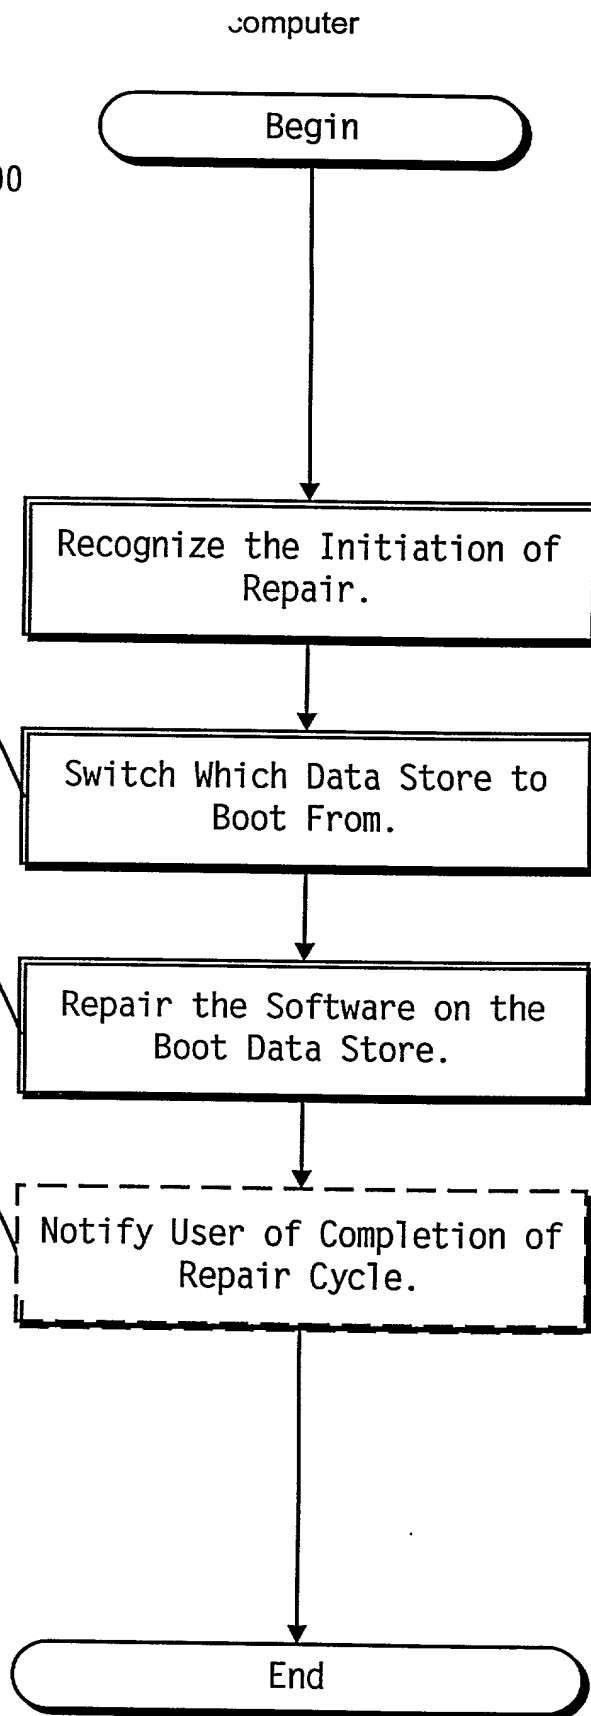 computer
Begin
00
Recognize the Initiation of
Repair.
Switch Which Data Store to
Boot From.
Repair the Software on the
Boot Data Store.
Notify User of Completion of
Repair Cycle.
End